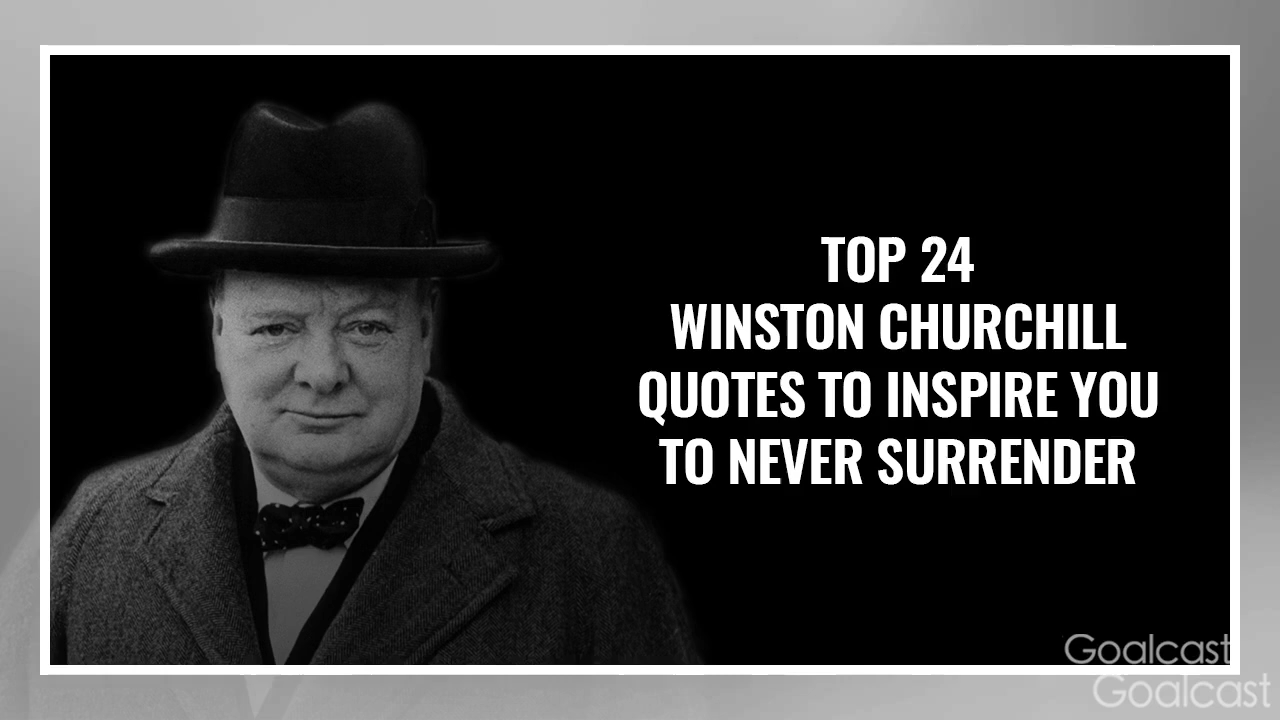 TOP 24
WINSTON CHURCHILL
QUOTES TO INSPIRE YOU
TO NEVER SURRENDER
Goalcast
Goalcast